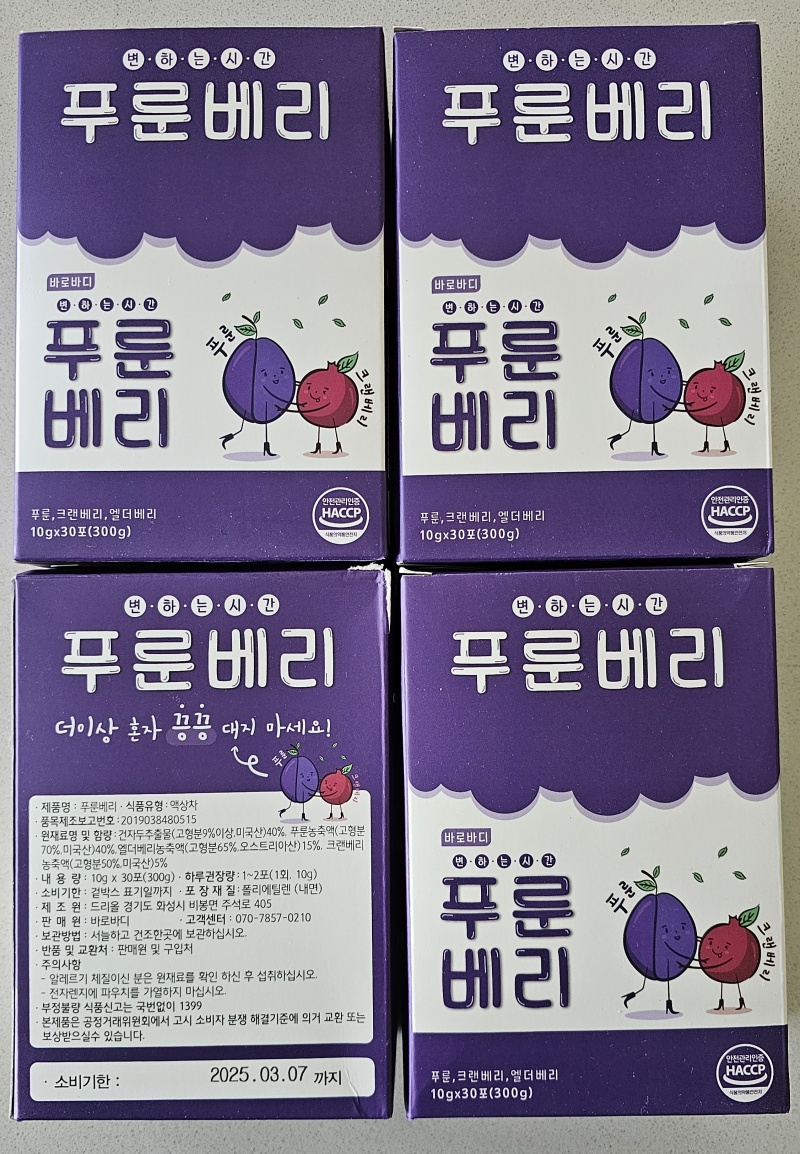 변·하·는·시·간
푸룬베리
바로바디
변·하·는·시·간
푸룬
베리
푸룬
크랜베리
푸룬,크랜베리,엘더베리
10gx30포(300g)
안전관리인증
HACCP
식품의약품안전처
변·하·는·시·간
푸룬베리
바로바디
변·하·는·시·간
푸룬
베리
푸룬
크랜베리
푸룬,크랜베리,엘더베리
10gx30포(300g)
안전관리인증
HACCP
식품의약품안전처
변·하·는·시·간
푸룬베리
더이상 혼자 끙끙 대지 마세요!
푸룬
크랜베리
· 제품명 : 푸룬베리 · 식품유형 : 액상차
· 품목제조보고번호 : 2019038480515
· 원재료명 및 함량 : 건자두추출물(고형분9%이상,미국산)40%, 푸룬농축액(고형분
70%,미국산)40%,엘더베리농축액(고형분65%,오스트리아산)15%, 크랜베리
농축액(고형분50%,미국산)5%
· 내 용 량 : 10g x 30포(300g) · 하루권장량 : 1~2포(1회, 10g)
· 소비기한 : 겉박스 표기일까지 · 포 장 재 질 : 폴리에틸렌 (내면)
· 제 조 원 : 드리올 경기도 화성시 비봉면 주석로 405
· 판 매 원 : 바로바디 · 고객센터 : 070-7857-0210
· 보관방법 : 서늘하고 건조한곳에 보관하십시오.
· 반품 및 교환처 : 판매원 및 구입처
· 주의사항
- 알레르기 체질이신 분은 원재료를 확인 하신 후 섭취하십시오.
- 전자렌지에 파우치를 가열하지 마십시오.
· 부정불량 식품신고는 국번없이 1399
· 본제품은 공정거래위원회에서 고시 소비자 분쟁 해결기준에 의거 교환 또는
보상받으실수 있습니다.
· 소비기한 : 2025.03.07 까지
변·하·는·시·간
푸룬베리
바로바디
변·하·는·시·간
푸룬
베리
푸룬
크랜베리
푸룬,크랜베리,엘더베리
10gx30포(300g)
안전관리인증
HACCP
식품의약품안전처